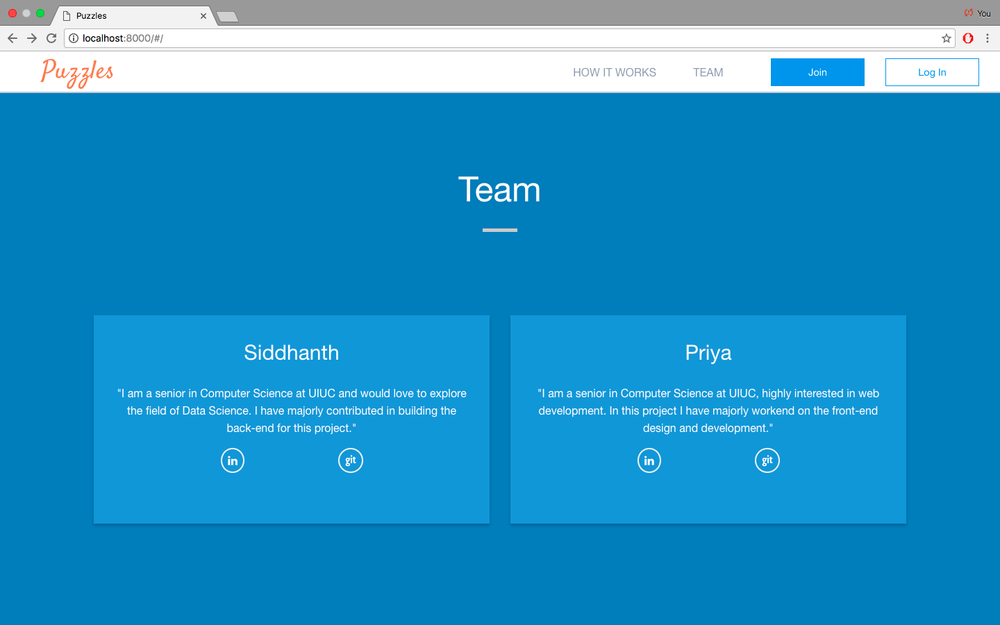 Puzzles
You
localhost:8000/#/
Puzzles
HOW IT WORKS
TEAM
Join
Log In
Team
Siddhanth
"I am a senior in Computer Science at UIUC and would love to explore
the field of Data Science. I have majorly contributed in building the
back-end for this project."
in
git
Priya
"I am a senior in Computer Science at UIUC, highly interested in web
development. In this project I have majorly workend on the front-end
design and development."
in
git